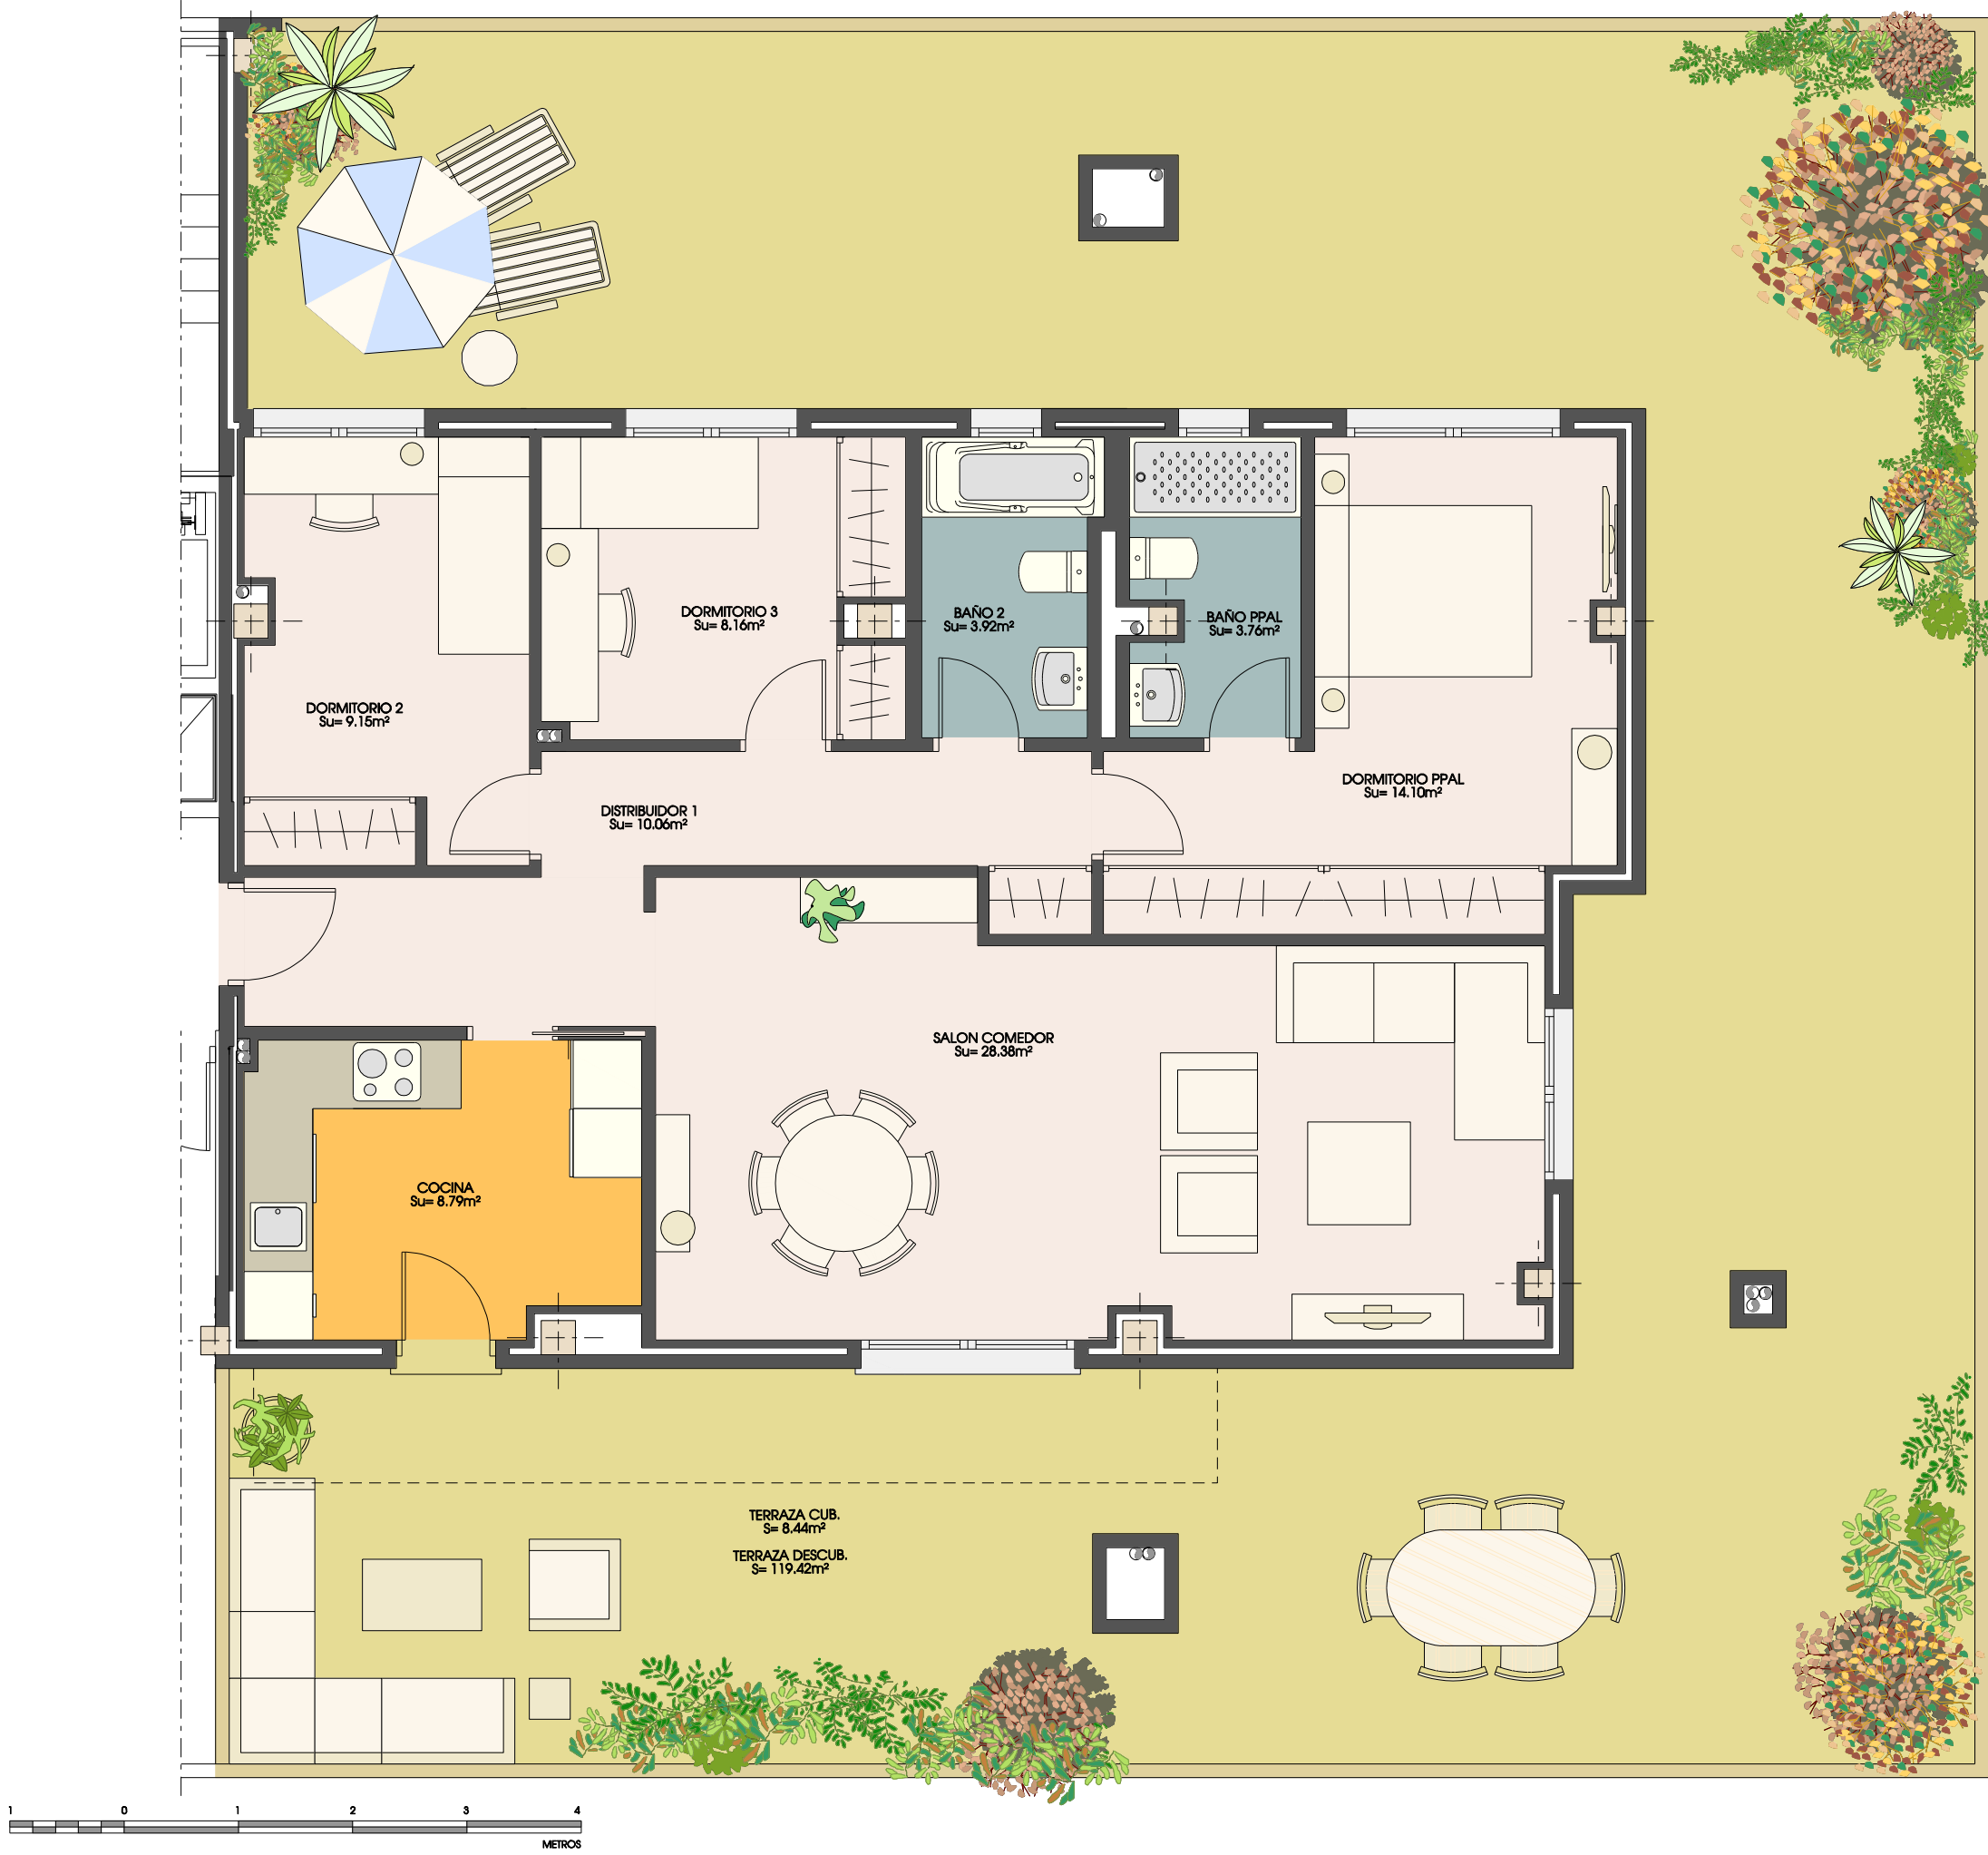 DORMITORIO 3
Su= 8.16m²
BAÑO 2
Su= 3.92m²
BAÑO PPAL
Su= 3.76m²
DORMITORIO 2
Su= 9.15m²
DORMITORIO PPAL
Su= 14.10m²
DISTRIBUIDOR 1
Su= 10.06m²
SALON COMEDOR
Su= 28.38m²
COCINA
Su= 8.79m²
TERRAZA CUB.
S= 8.44m²
TERRAZA DESCUB.
S= 119.42m²
1 0 1 2 3 4
METROS